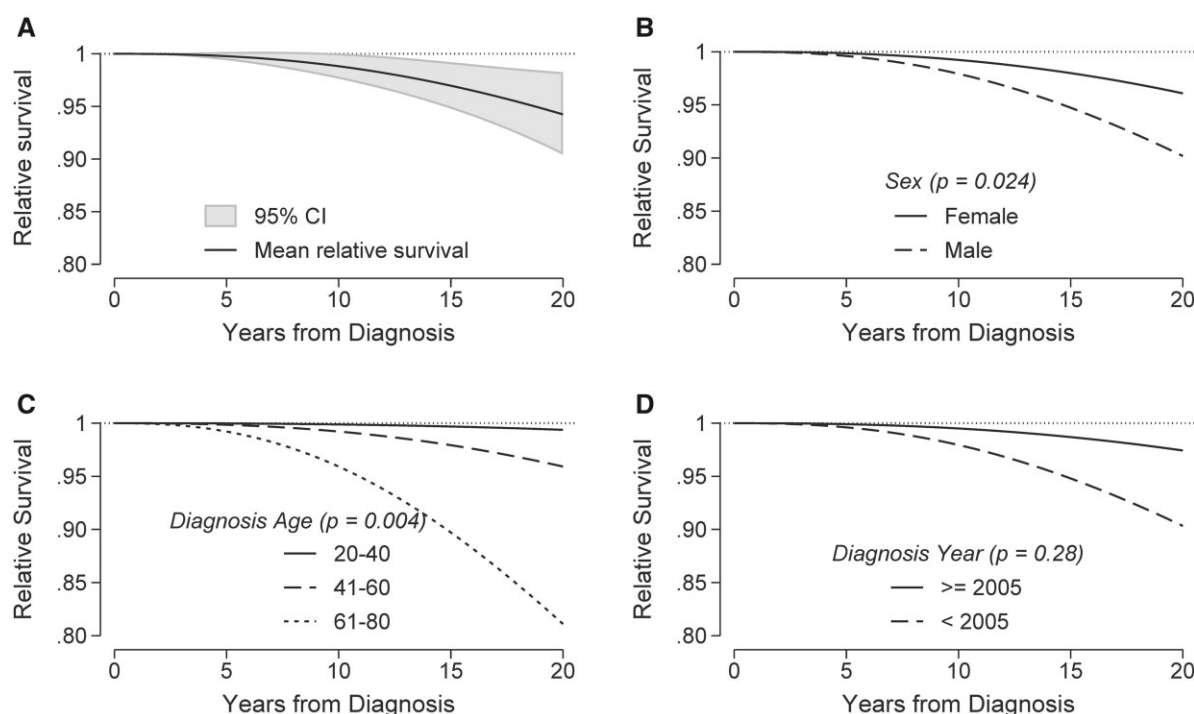 A
Relative survival
1
.95
.90
.85
.80
95% CI
Mean relative survival
0 5 10 15 20
Years from Diagnosis
B
Relative Survival
1
.95
.90
.85
.80
Sex (p = 0.024)
Female
Male
0 5 10 15 20
Years from Diagnosis
C
Relative Survival
1
.95
.90
.85
.80
Diagnosis Age (p = 0.004)
20-40
41-60
61-80
0 5 10 15 20
Years from Diagnosis
D
Relative Survival
1
.95
.90
.85
.80
Diagnosis Year (p = 0.28)
>= 2005
< 2005
0 5 10 15 20
Years from Diagnosis